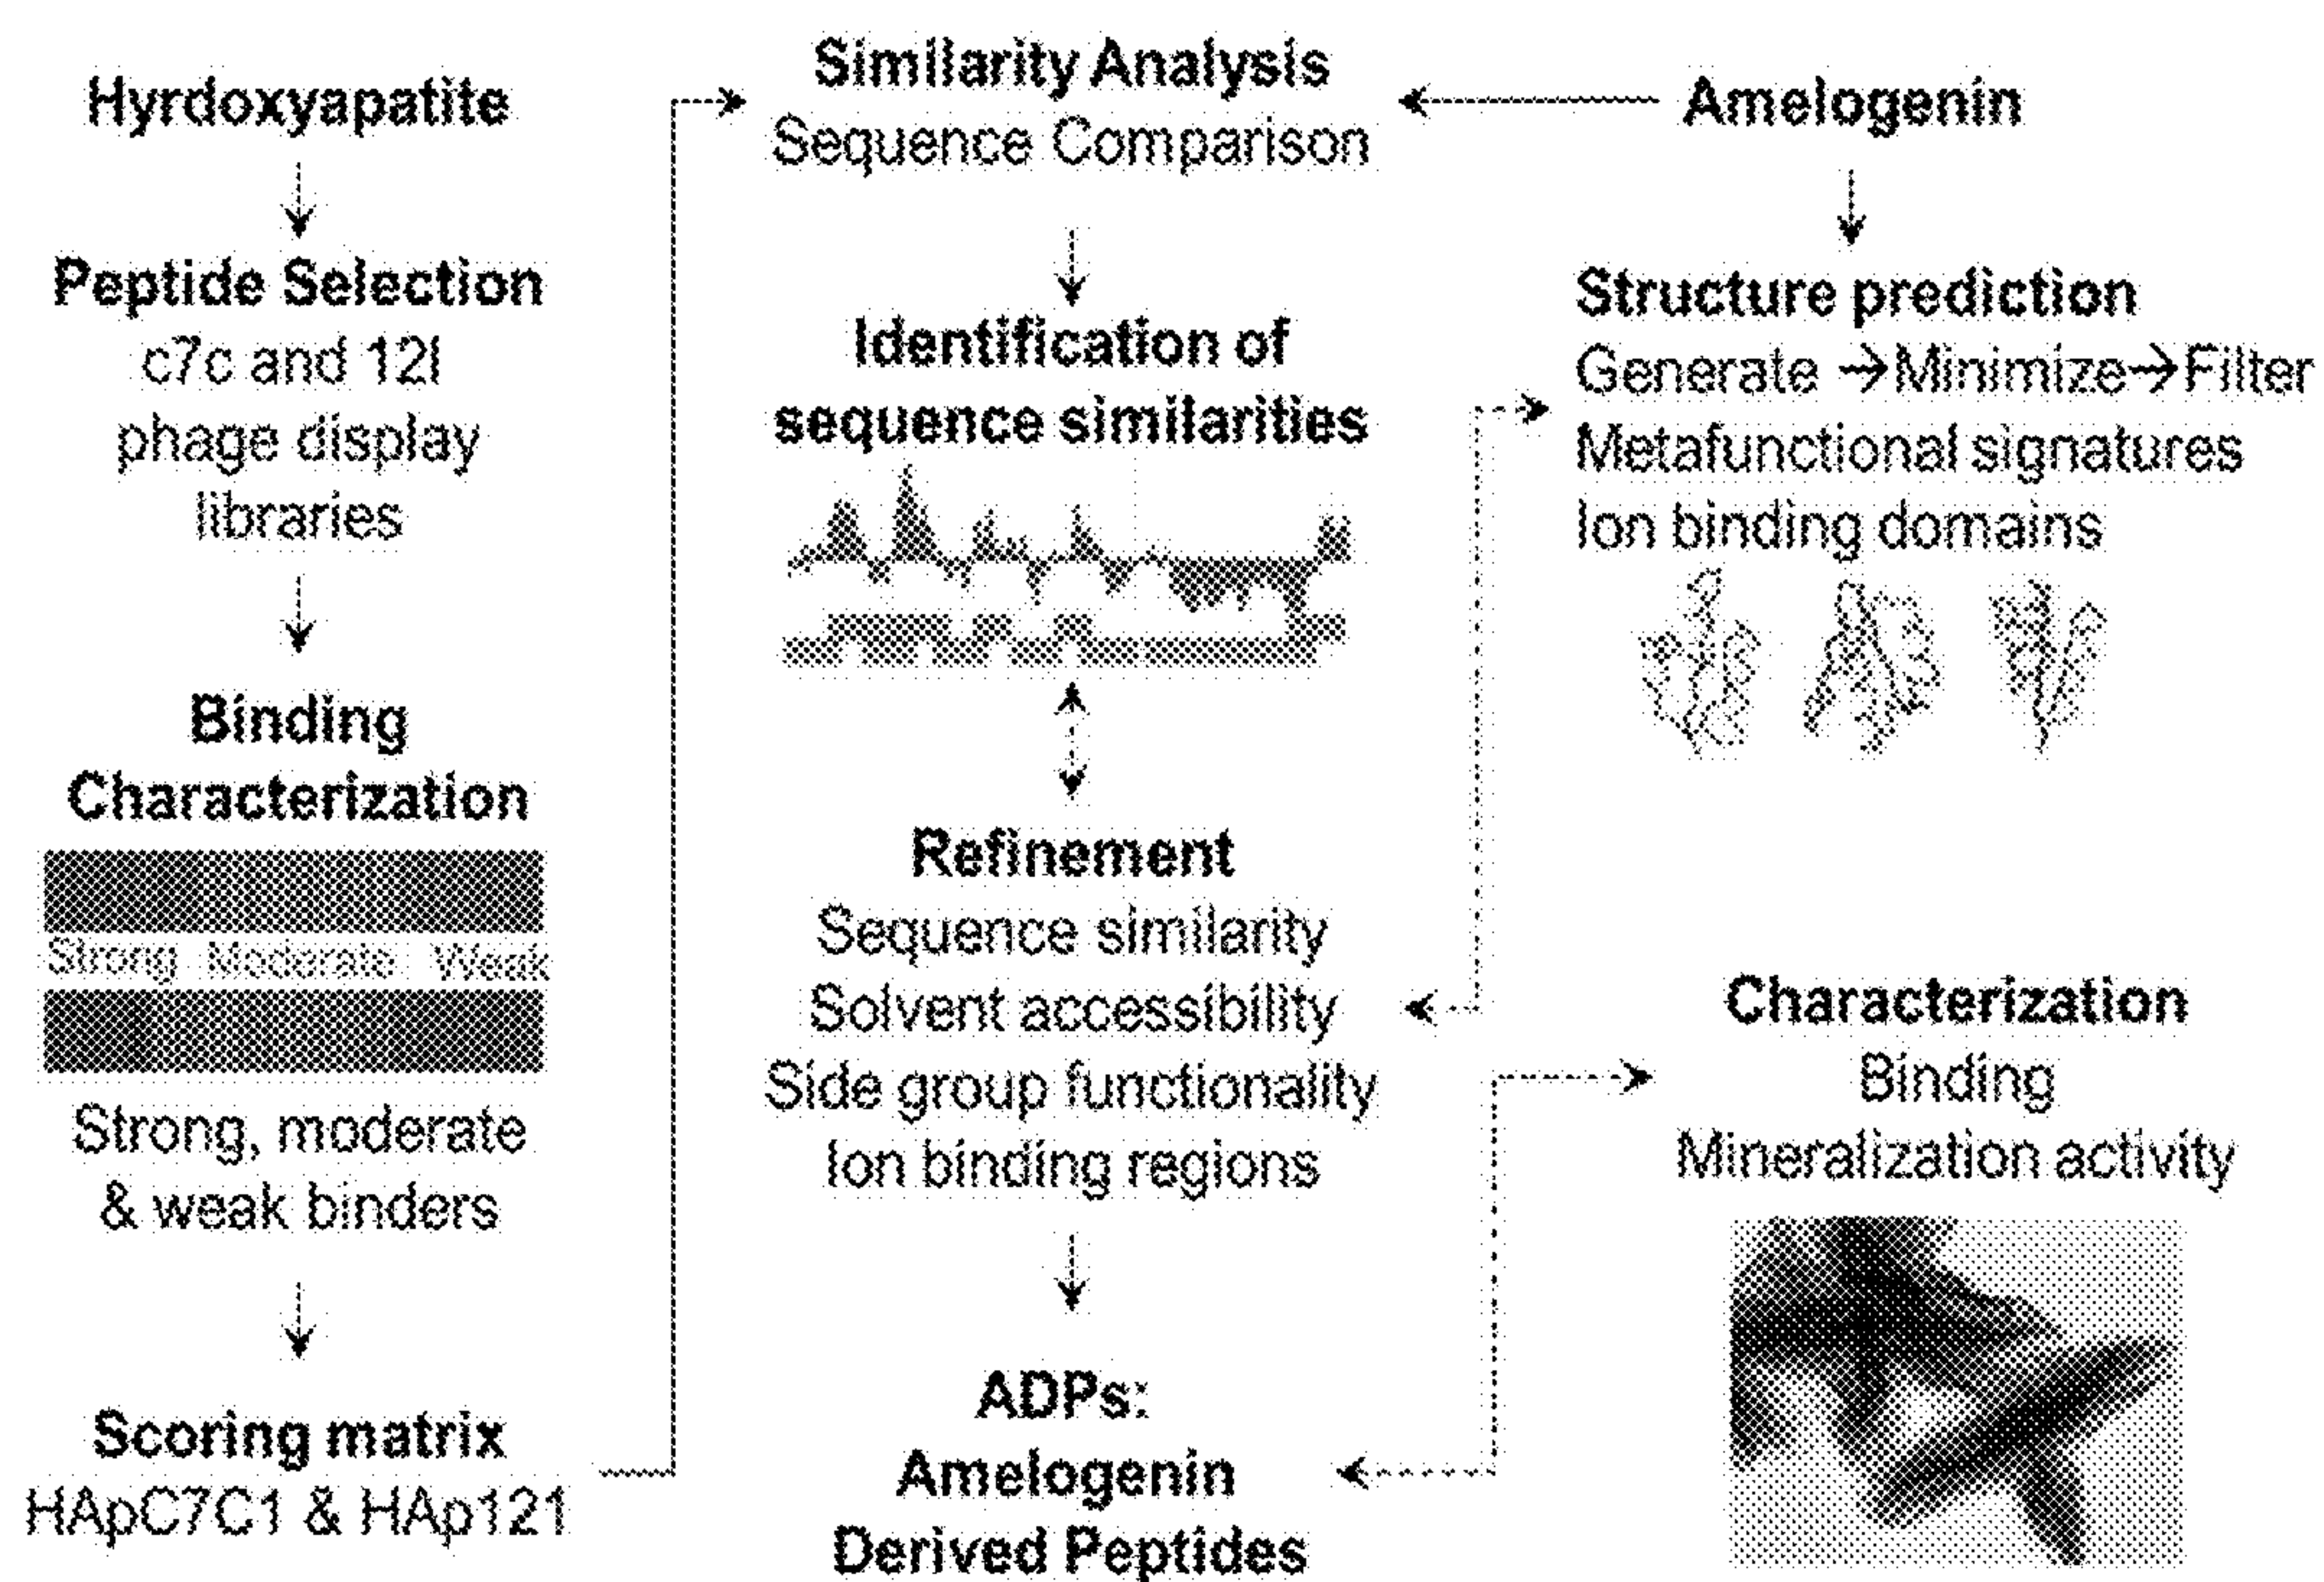 Hyrdoxyapatite
Peptide Selection
c7c and 12l
phage display
libraries
Binding
Characterization
Strong Moderate Weak
Strong, moderate
& weak binders
Scoring matrix
HApC7C1 & HAp121
Similarity Analysis
Sequence Comparison
Identification of
sequence similarities
Refinement
Sequence similarity
Solvent accessibility
Side group functionality
Ion binding regions
ADPs:
Amelogenin
Derived Peptides
Amelogenin
Structure prediction
Generate →Minimize→Filter
Metafunctional signatures
Ion binding domains
Characterization
Binding
Mineralization activity